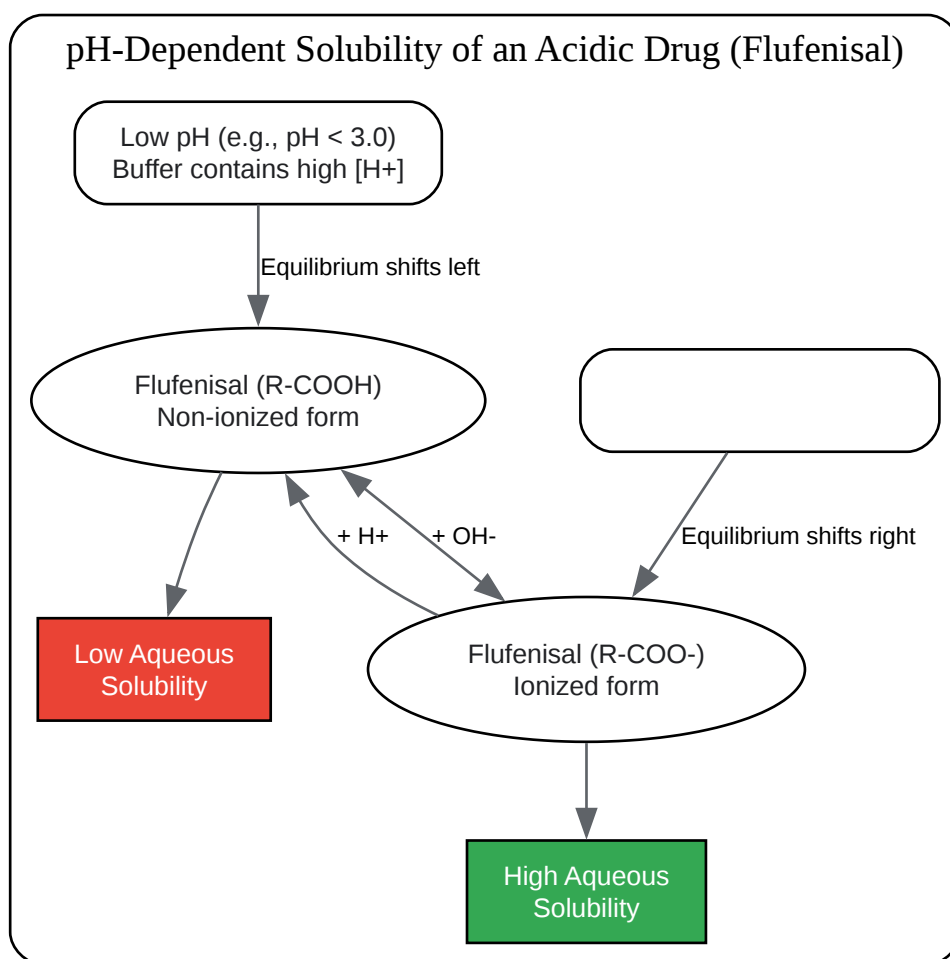 pH-Dependent Solubility of an Acidic Drug (Flufenisal)
Low pH (e.g., pH < 3.0)
Buffer contains high [H+]
Equilibrium shifts left
Flufenisal (R-COOH)
Non-ionized form
+ H+
+ OH-
Equilibrium shifts right
Low Aqueous
Solubility
Flufenisal (R-COO-)
Ionized form
High Aqueous
Solubility